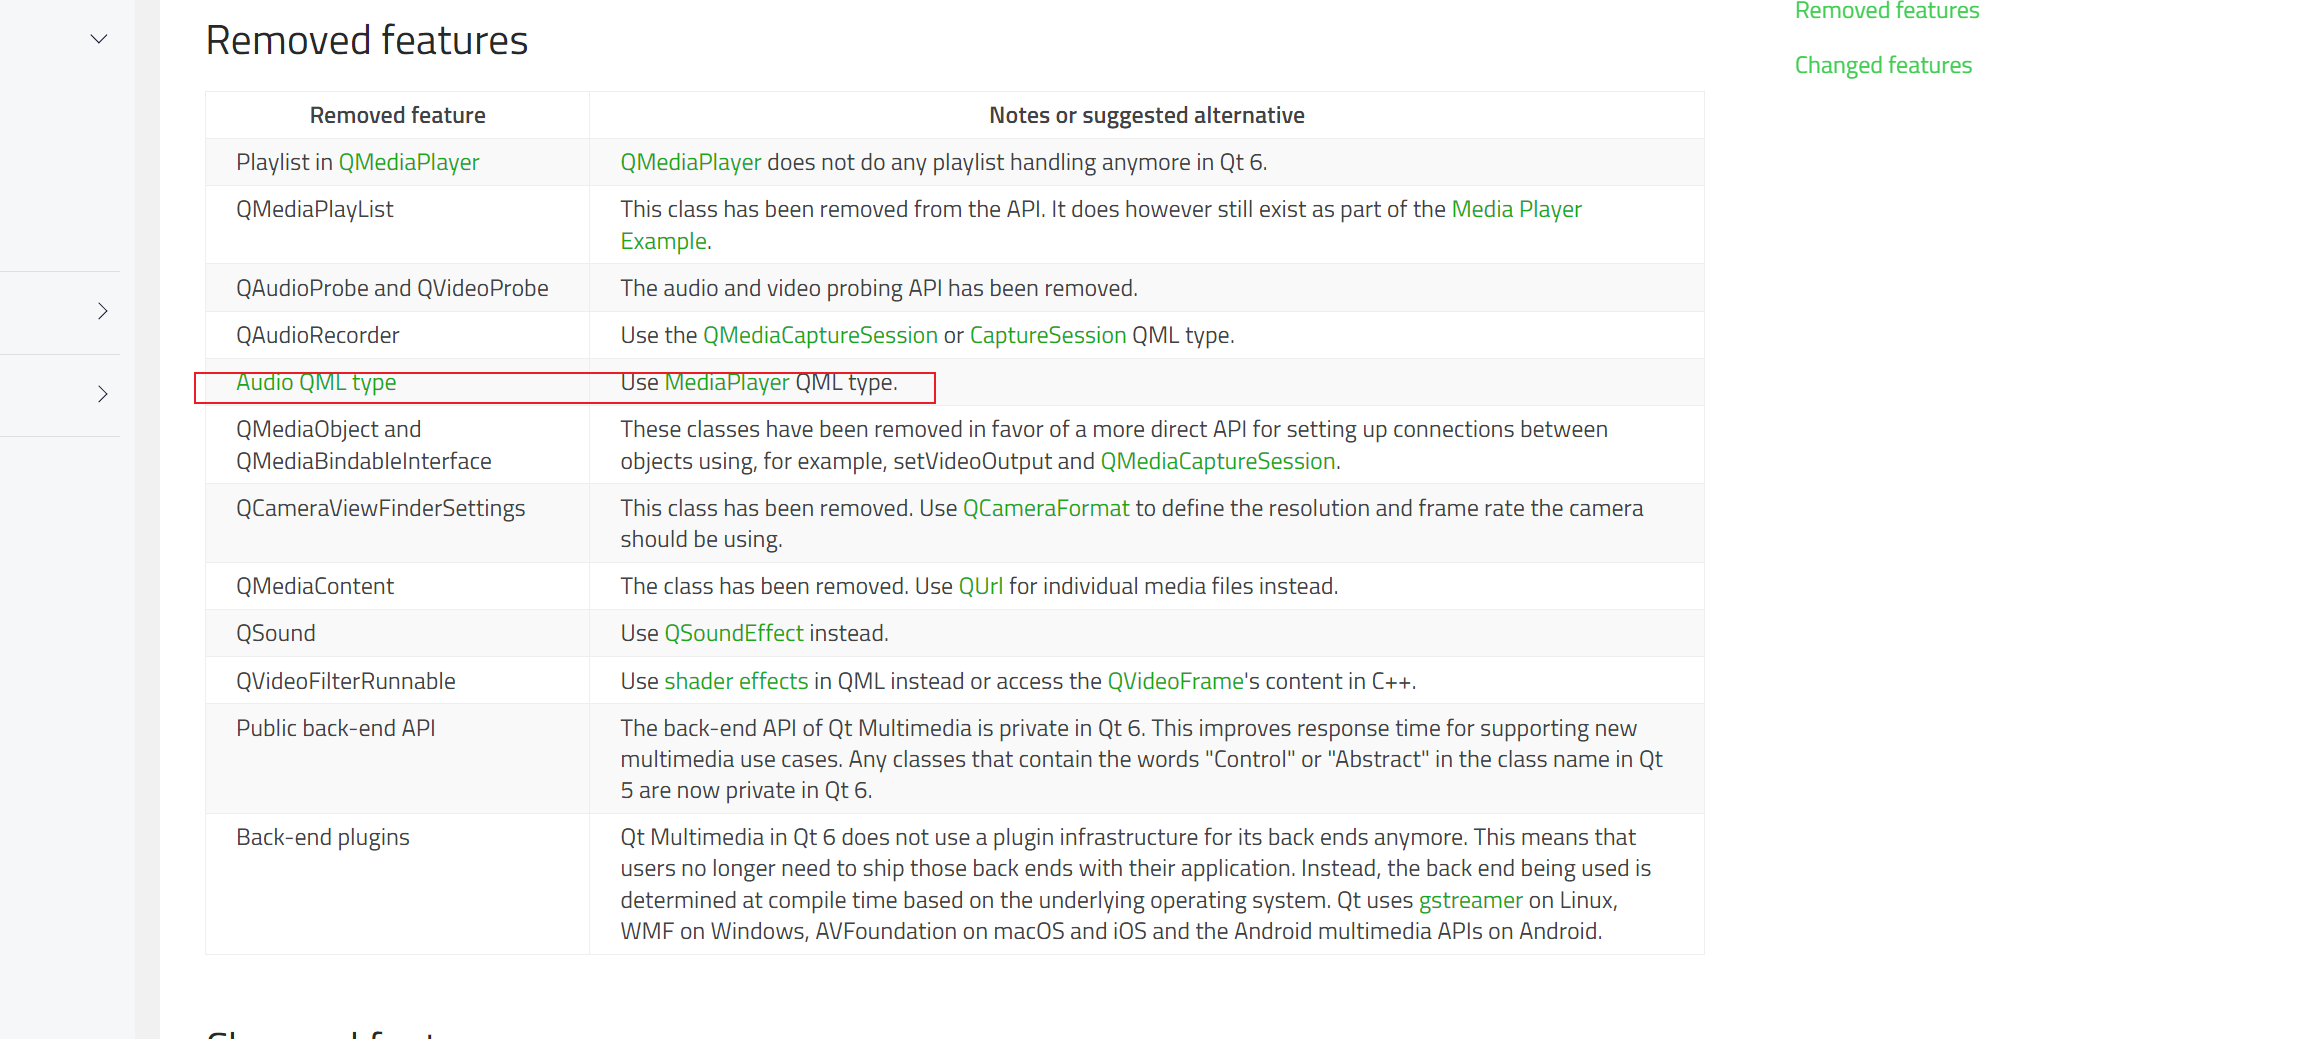 Removed features
Removed features
Changed features
Removed feature
Notes or suggested alternative
Playlist in QMediaPlayer
QMediaPlayer does not do any playlist handling anymore in Qt 6.
QMediaPlayList
This class has been removed from the API. It does however still exist as part of the Media Player
Example.
QAudioProbe and QVideoProbe
The audio and video probing API has been removed.
QAudioRecorder
Use the QMediaCaptureSession or CaptureSession QML type.
Audio QML type
Use MediaPlayer QML type.
QMediaObject and
QMediaBindableInterface
These classes have been removed in favor of a more direct API for setting up connections between
objects using, for example, setVideoOutput and QMediaCaptureSession.
QCameraViewFinderSettings
This class has been removed. Use QCameraFormat to define the resolution and frame rate the camera
should be using.
QMediaContent
The class has been removed. Use QUrl for individual media files instead.
QSound
Use QSoundEffect instead.
QVideoFilterRunnable
Use shader effects in QML instead or access the QVideoFrame's content in C++.
Public back-end API
The back-end API of Qt Multimedia is private in Qt 6. This improves response time for supporting new
multimedia use cases. Any classes that contain the words "Control" or "Abstract" in the class name in Qt
5 are now private in Qt 6.
Back-end plugins
Qt Multimedia in Qt 6 does not use a plugin infrastructure for its back ends anymore. This means that
users no longer need to ship those back ends with their application. Instead, the back end being used is
determined at compile time based on the underlying operating system. Qt uses gstreamer on Linux,
WMF on Windows, AVFoundation on macOS and iOS and the Android multimedia APIs on Android.